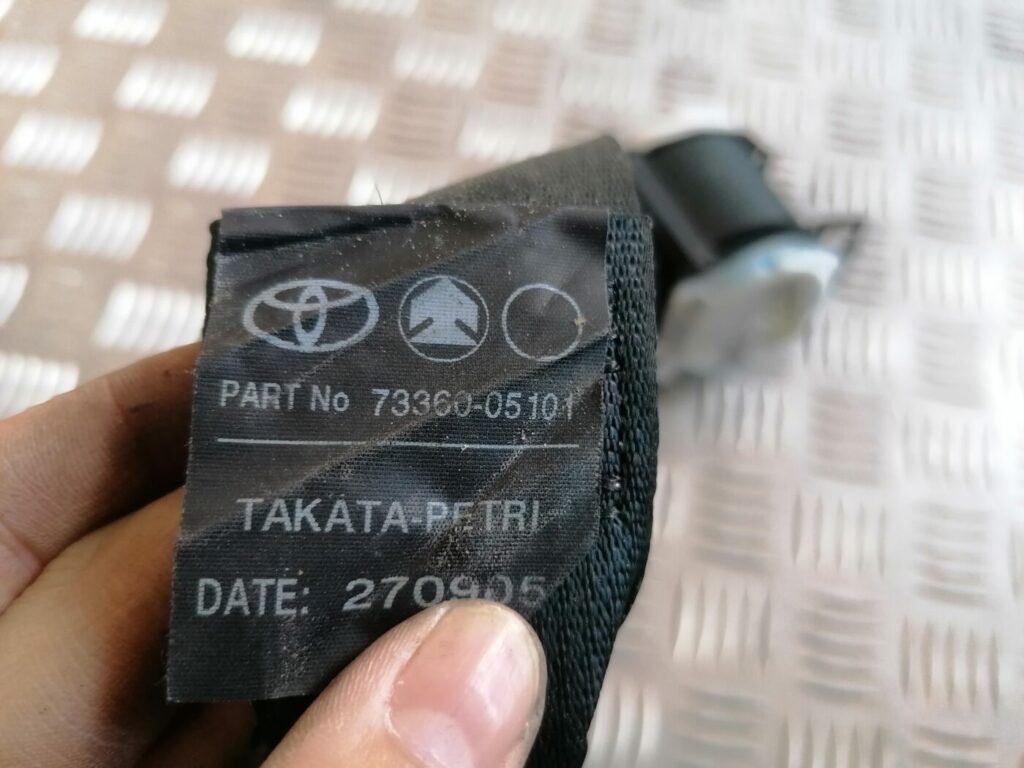 PART No 73360-05101
TAKATA-PETRI
DATE: 270905